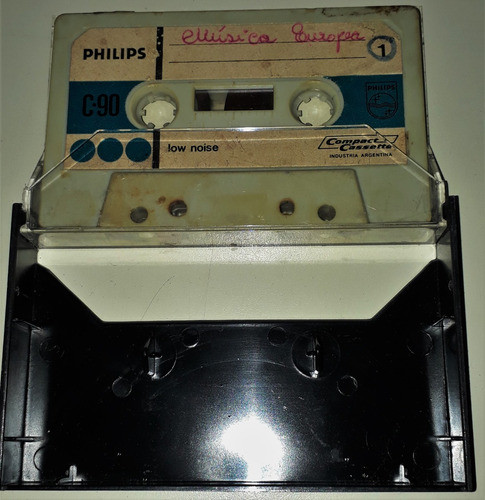 Música Europea
PHILIPS
1
C-90
PHILIPS
low noise
Compact Cassette
INDUSTRIA ARGENTINA